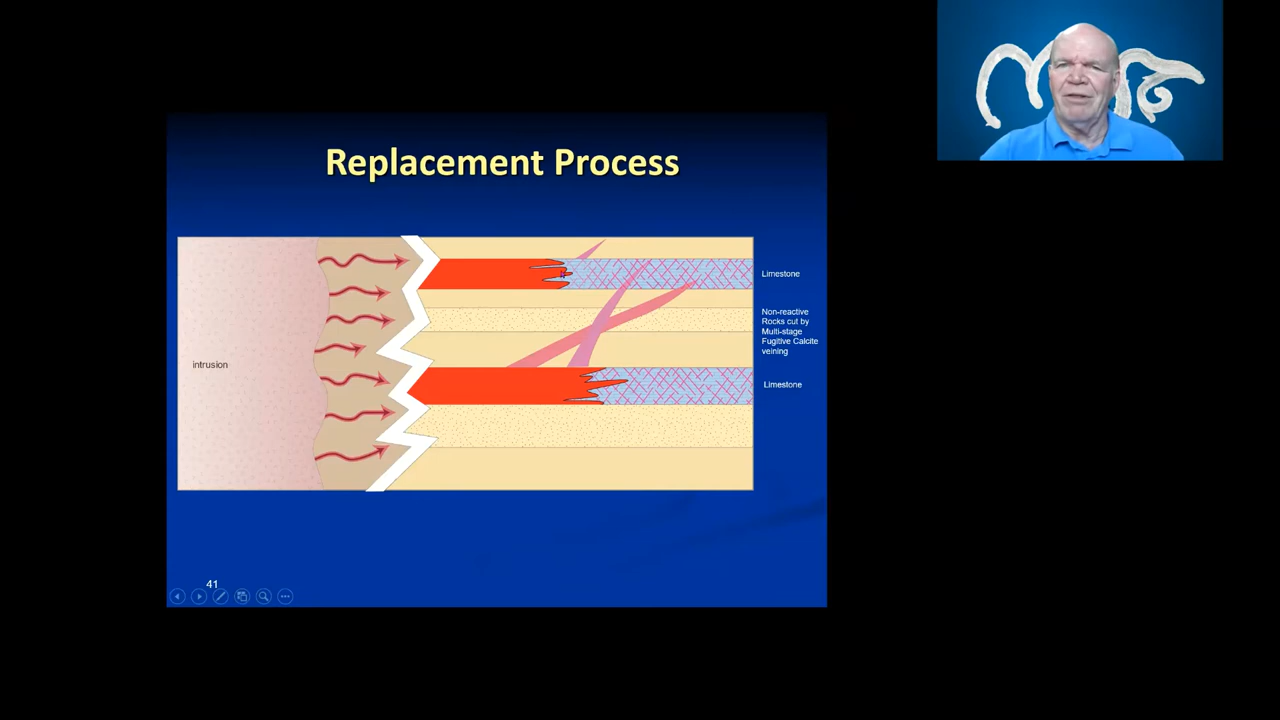 Replacement Process
Limestone
Non-reactive
Rocks cut by
Multi-stage
Fugitive Calcite
veining
intrusion
Limestone
41